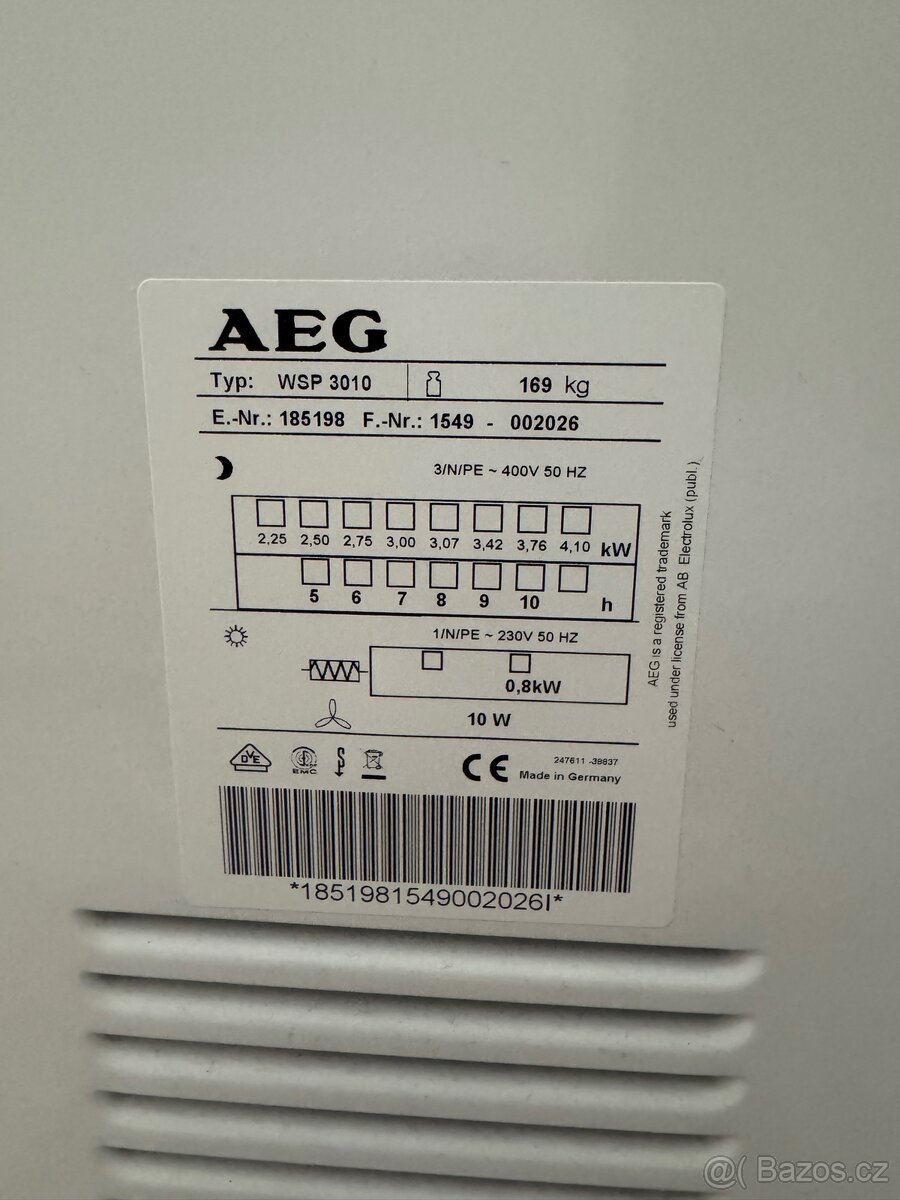 AEG
Typ: WSP 3010 169 kg
E.-Nr.: 185198 F.-Nr.: 1549 - 002026
3/N/PE ~ 400V 50 HZ
2,25 2,50 2,75 3,00 3,07 3,42 3,76 4,10 kW
5 6 7 8 9 10 h
1/N/PE ~ 230V 50 HZ
0,8kW
10 W
DVE
EMC
CE
247611 -39837
Made in Germany
*1851981549002026I*
AEG is a registered trademark
used under license from AB Electrolux (publ.)
@( Bazos.cz